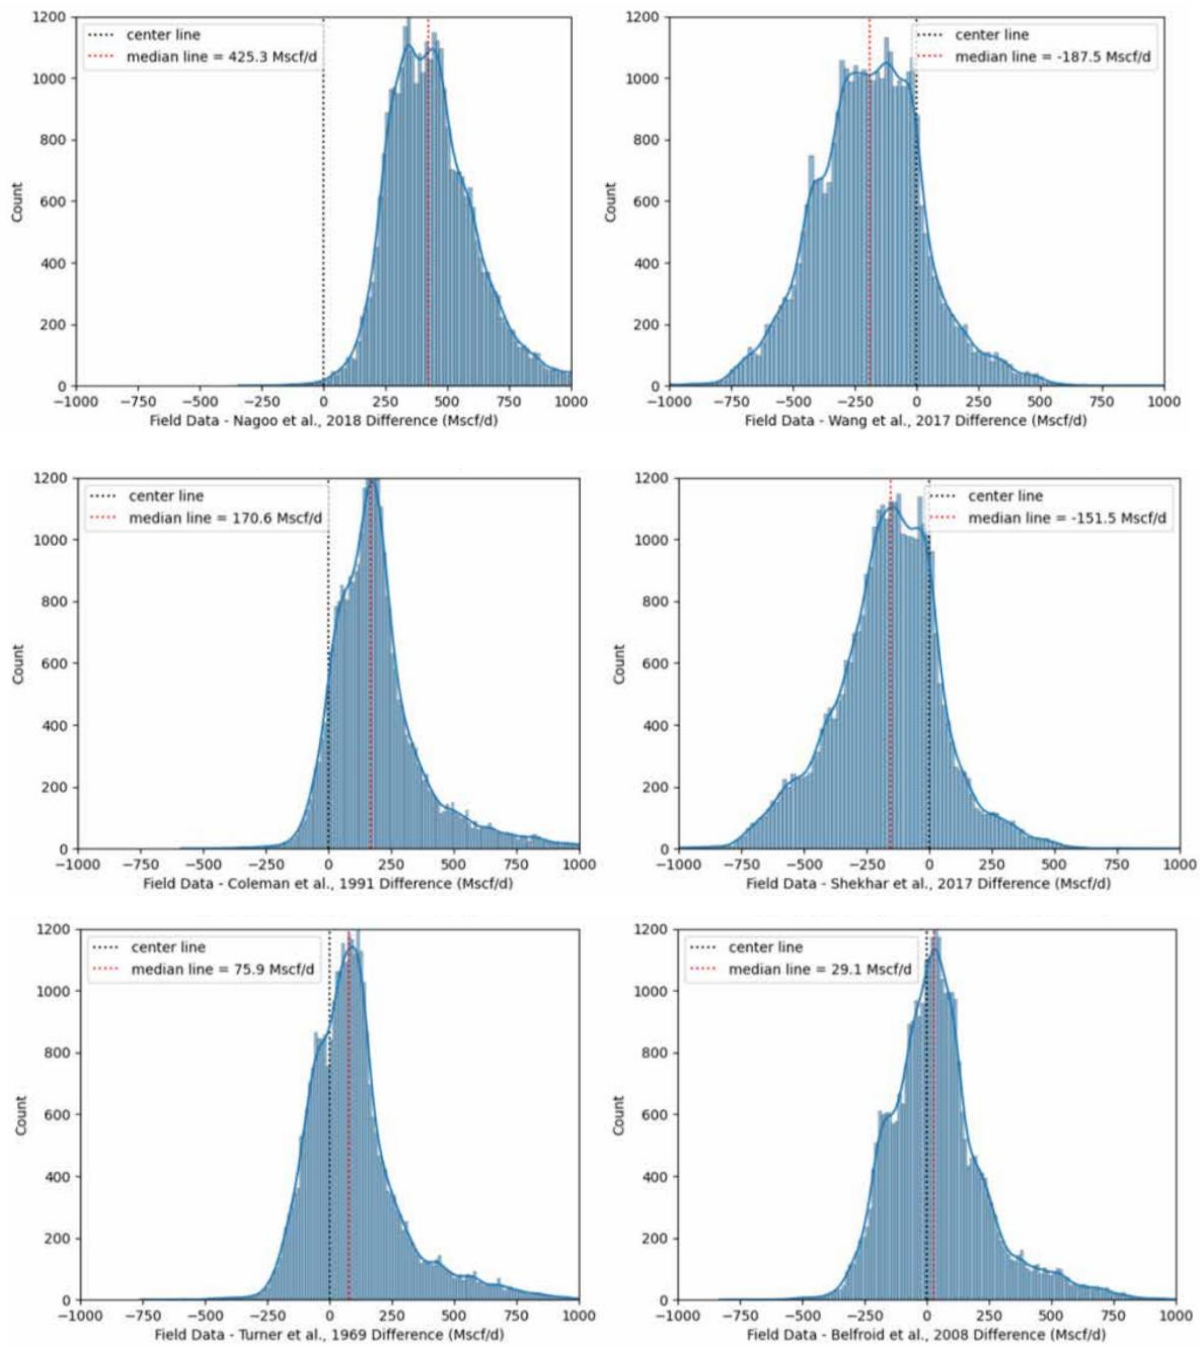 1200
1000
800
600
400
200
0
Count
center line
median line = 425.3 Mscf/d
−1000 −750 −500 −250 0 250 500 750 1000
Field Data - Nagoo et al., 2018 Difference (Mscf/d)
1200
1000
800
600
400
200
0
Count
center line
median line = -187.5 Mscf/d
−1000 −750 −500 −250 0 250 500 750 1000
Field Data - Wang et al., 2017 Difference (Mscf/d)
1200
1000
800
600
400
200
0
Count
center line
median line = 170.6 Mscf/d
−1000 −750 −500 −250 0 250 500 750 1000
Field Data - Coleman et al., 1991 Difference (Mscf/d)
1200
1000
800
600
400
200
0
Count
center line
median line = -151.5 Mscf/d
−1000 −750 −500 −250 0 250 500 750 1000
Field Data - Shekhar et al., 2017 Difference (Mscf/d)
1200
1000
800
600
400
200
0
Count
center line
median line = 75.9 Mscf/d
−1000 −750 −500 −250 0 250 500 750 1000
Field Data - Turner et al., 1969 Difference (Mscf/d)
1200
1000
800
600
400
200
0
Count
center line
median line = 29.1 Mscf/d
−1000 −750 −500 −250 0 250 500 750 1000
Field Data - Belfroid et al., 2008 Difference (Mscf/d)